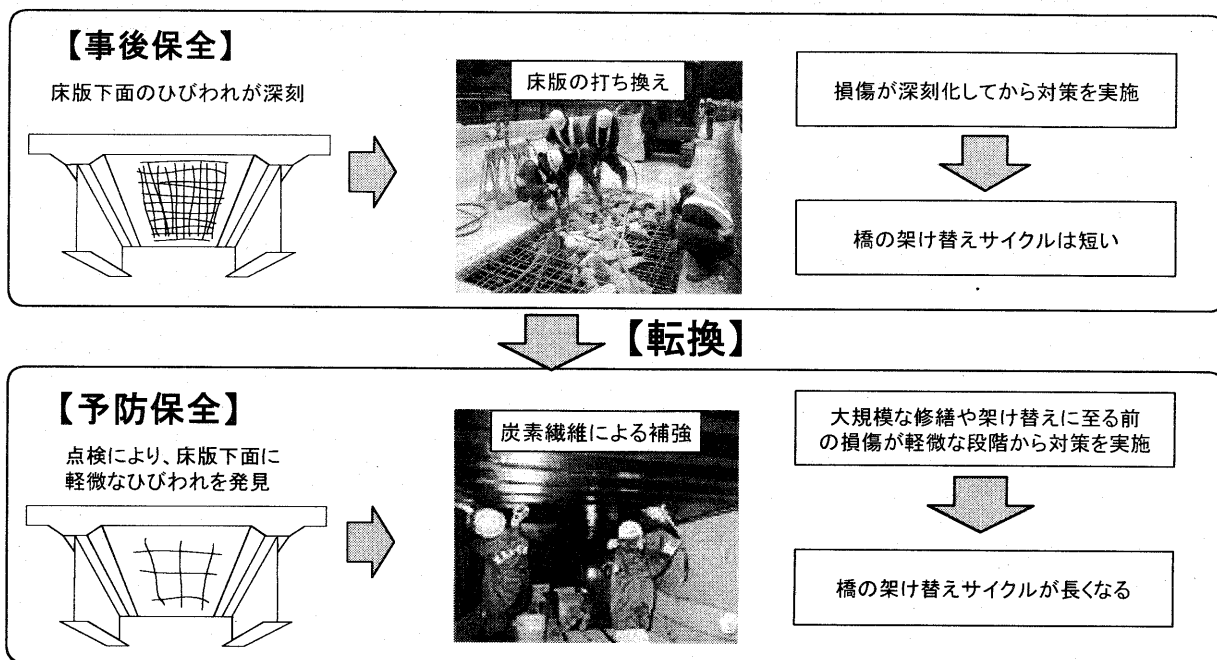 【事後保全】
床版下面のひびわれが深刻
床版の打ち換え
損傷が深刻化してから対策を実施
橋の架け替えサイクルは短い
【転換】
【予防保全】
点検により、床版下面に
軽微なひびわれを発見
炭素繊維による補強
大規模な修繕や架け替えに至る前
の損傷が軽微な段階から対策を実施
橋の架け替えサイクルが長くなる